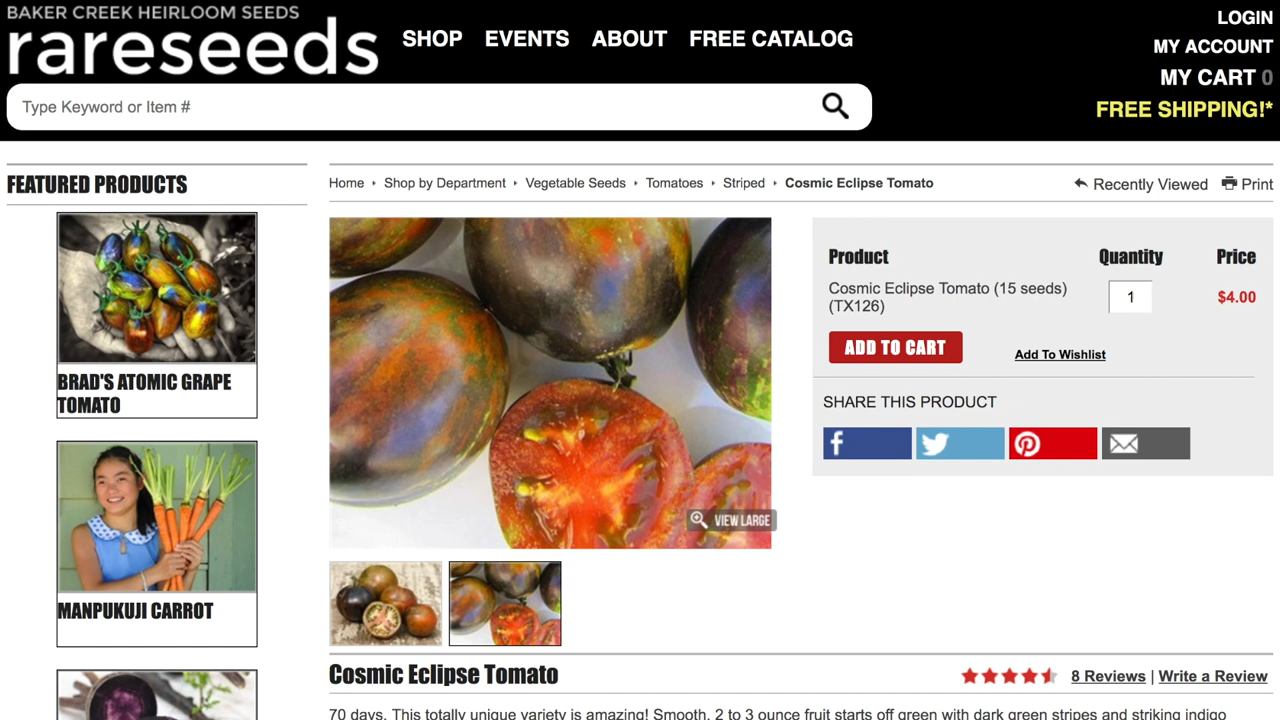 BAKER CREEK HEIRLOOM SEEDS
rareseeds
SHOP EVENTS ABOUT FREE CATALOG
LOGIN
MY ACCOUNT
MY CART 0
FREE SHIPPING!*
Type Keyword or Item #
FEATURED PRODUCTS
BRAD'S ATOMIC GRAPE
TOMATO
MANPUKUJI CARROT
Home Shop by Department Vegetable Seeds Tomatoes Striped Cosmic Eclipse Tomato
Recently Viewed Print
VIEW LARGE
Product Quantity Price
Cosmic Eclipse Tomato (15 seeds)
(TX126)
1
$4.00
ADD TO CART
Add To Wishlist
SHARE THIS PRODUCT
Cosmic Eclipse Tomato
8 Reviews | Write a Review
70 days. This totally unique variety is amazing! Smooth, 2 to 3 ounce fruit starts off green with dark green stripes and striking indigo